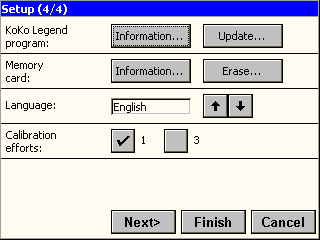 Setup (4/4)
KoKo Legend program: Information... Update...
Memory card: Information... Erase...
Language: English
Calibration efforts: 1 3
Next> Finish Cancel